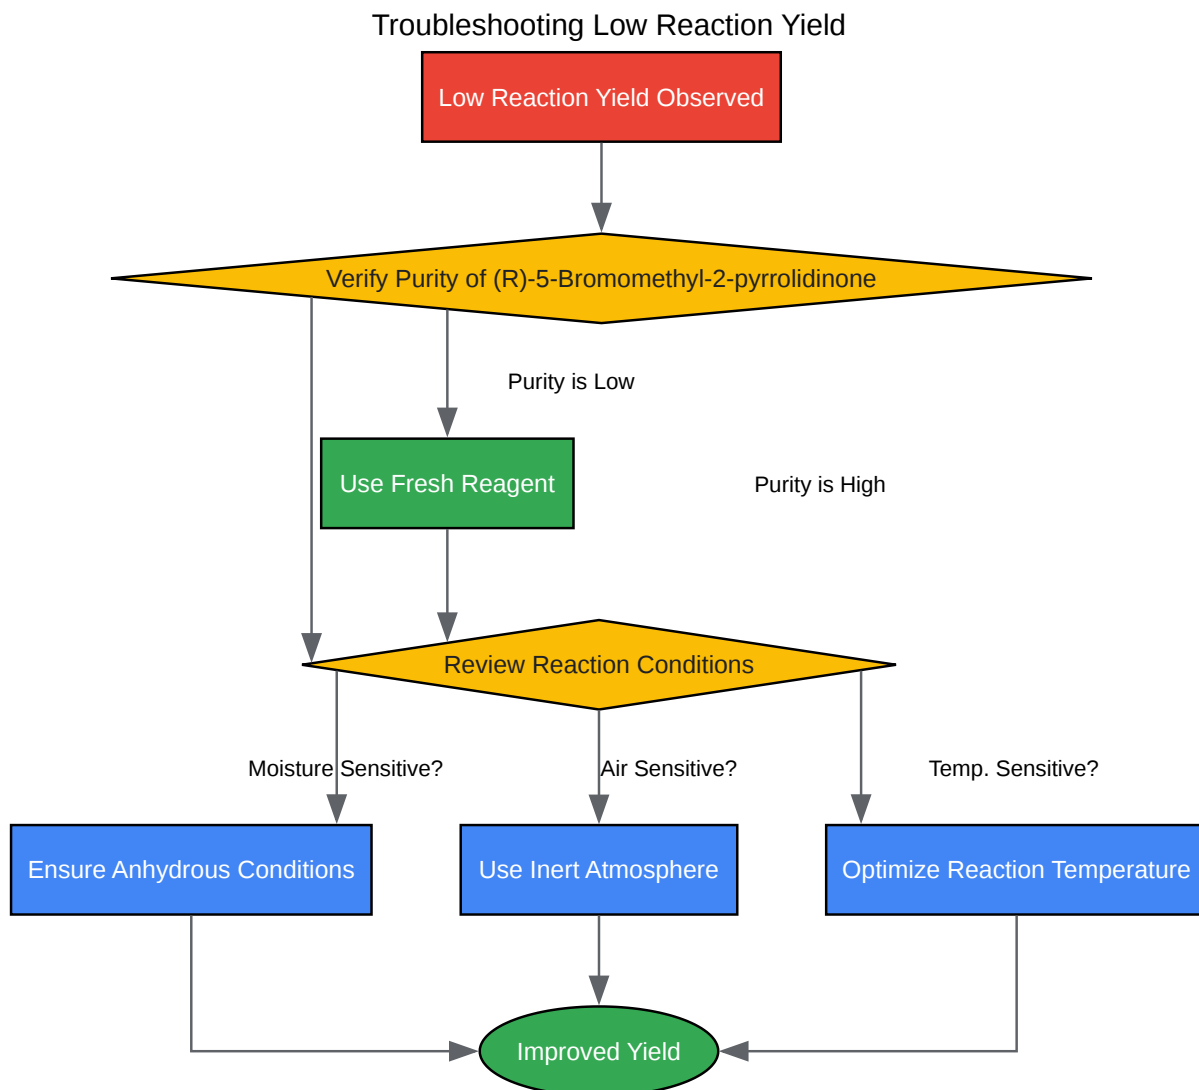 Troubleshooting Low Reaction Yield
Low Reaction Yield Observed
Verify Purity of (R)-5-Bromomethyl-2-pyrrolidinone
Purity is Low
Use Fresh Reagent
Purity is High
Review Reaction Conditions
Moisture Sensitive?
Air Sensitive?
Temp. Sensitive?
Ensure Anhydrous Conditions
Use Inert Atmosphere
Optimize Reaction Temperature
Improved Yield